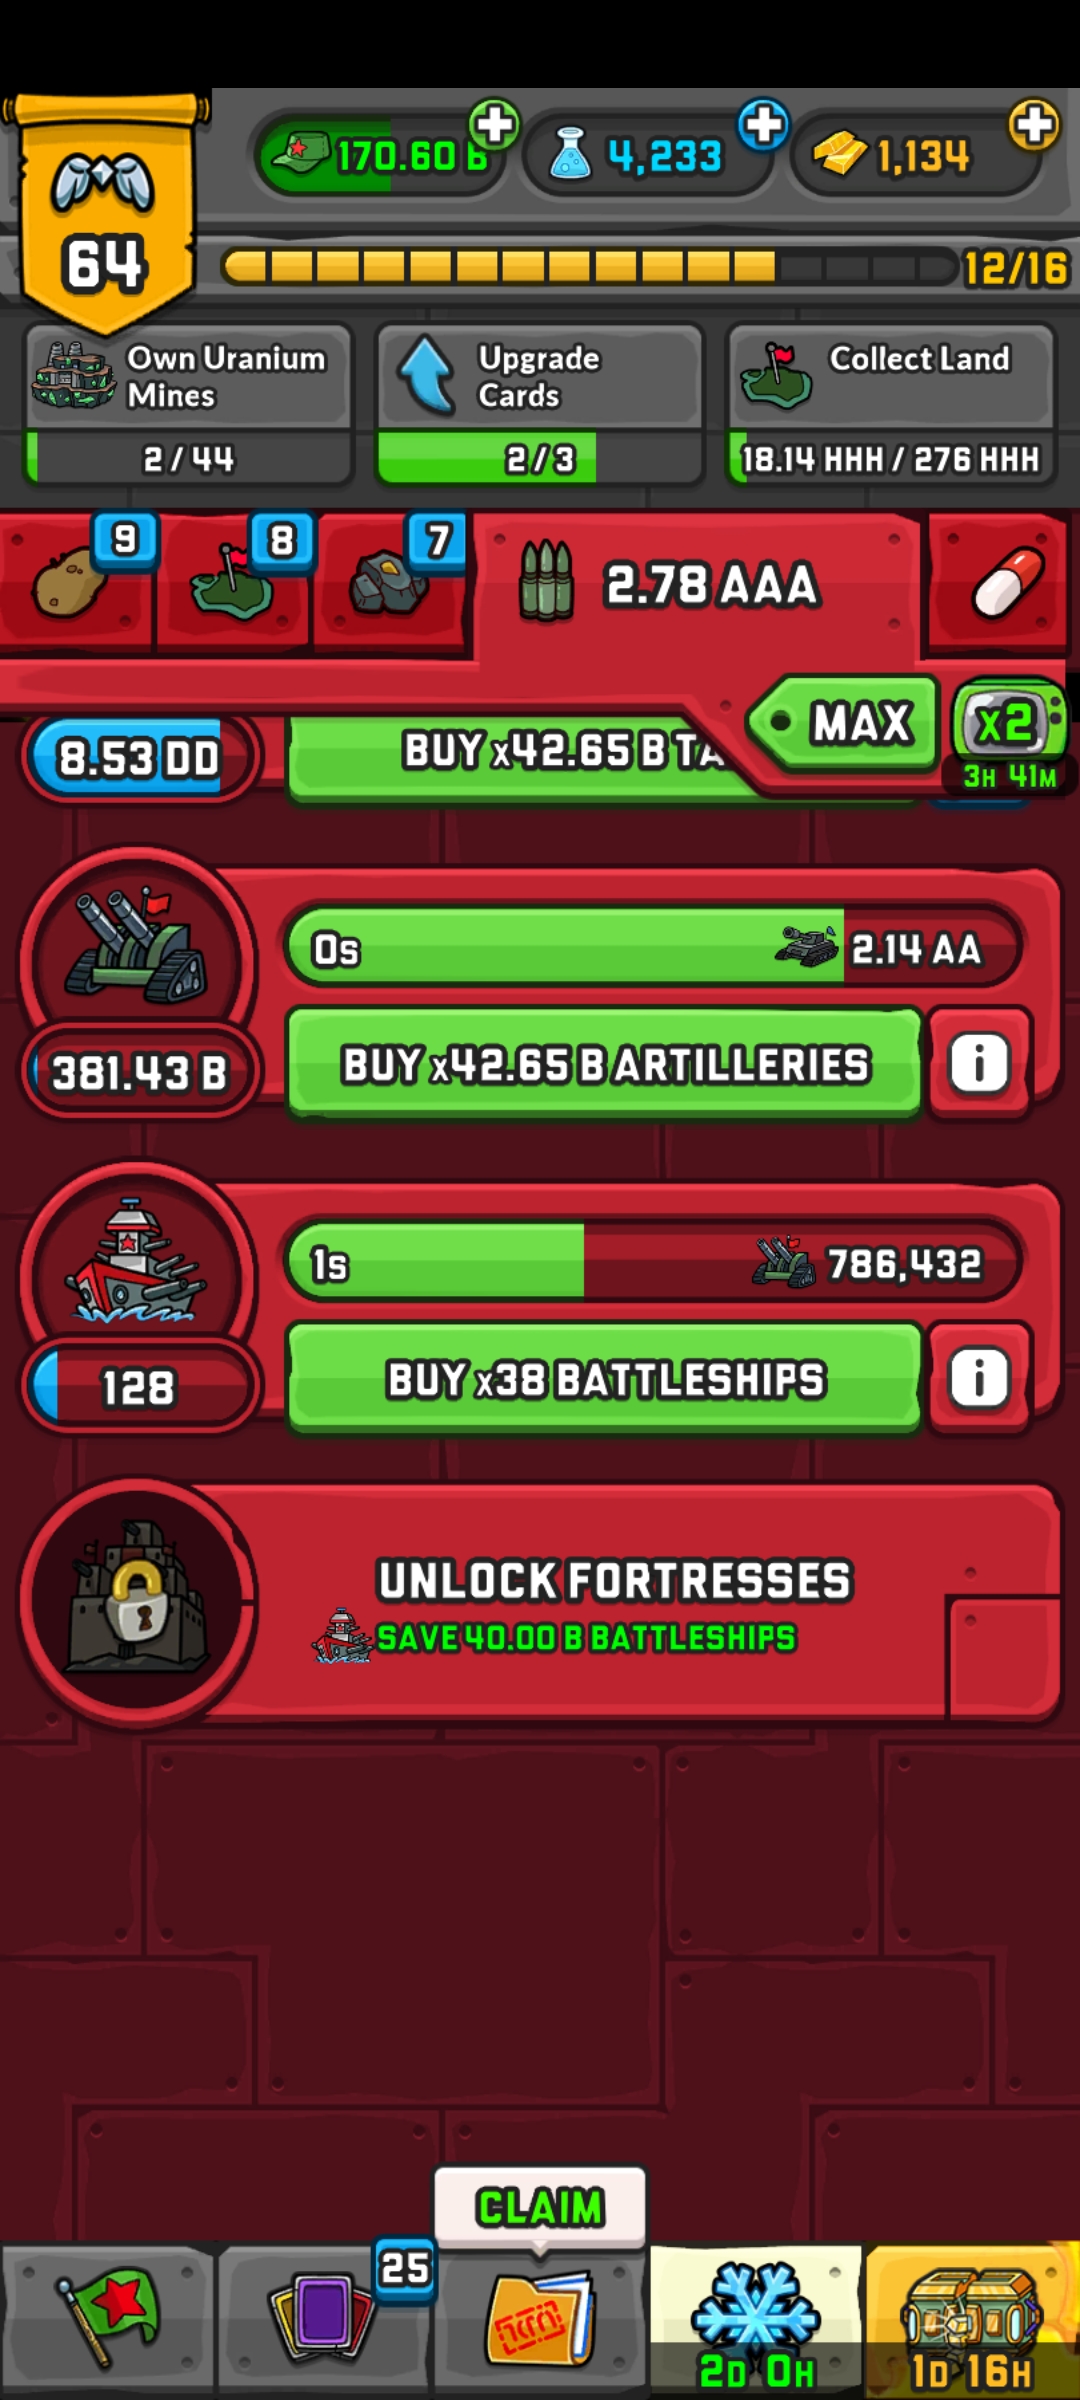 64
170.60 B
4,233
1,134
12/16
Own Uranium
Mines
2 / 44
Upgrade
Cards
2 / 3
Collect Land
18.14 HHH / 276 HHH
9
8
7
2.78 AAA
MAX
x2
3H 41M
8.53 DD
BUY x42.65 B TA
0s
2.14 AA
381.43 B
BUY x42.65 B ARTILLERIES
i
1s
786,432
128
BUY x38 BATTLESHIPS
i
UNLOCK FORTRESSES
SAVE 40.00 B BATTLESHIPS
CLAIM
25
2D 0H
1D 16H